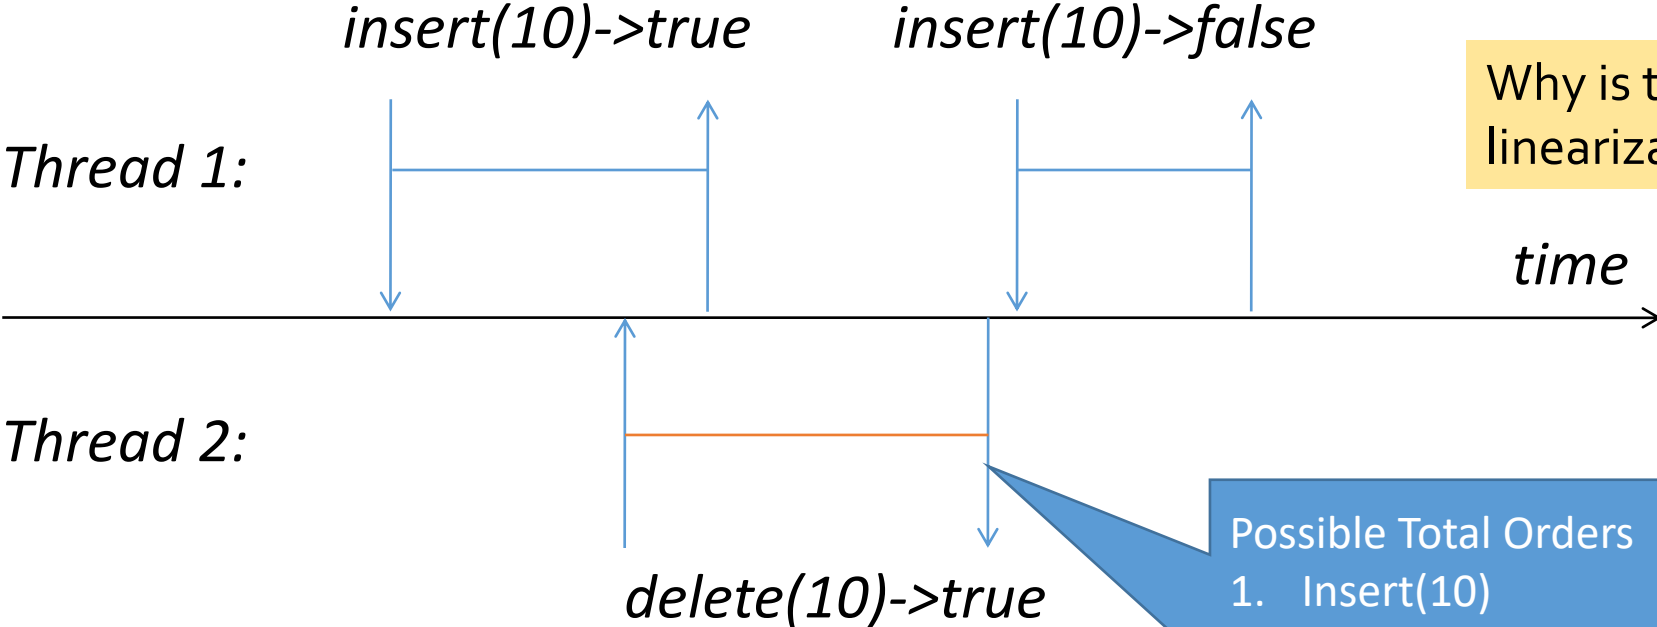 insert(10)->true
insert(10)->false
Why is
Thread 1:
time
Thread 2:
Possible Total Orders
1. Insert(10)
delete(10)->true